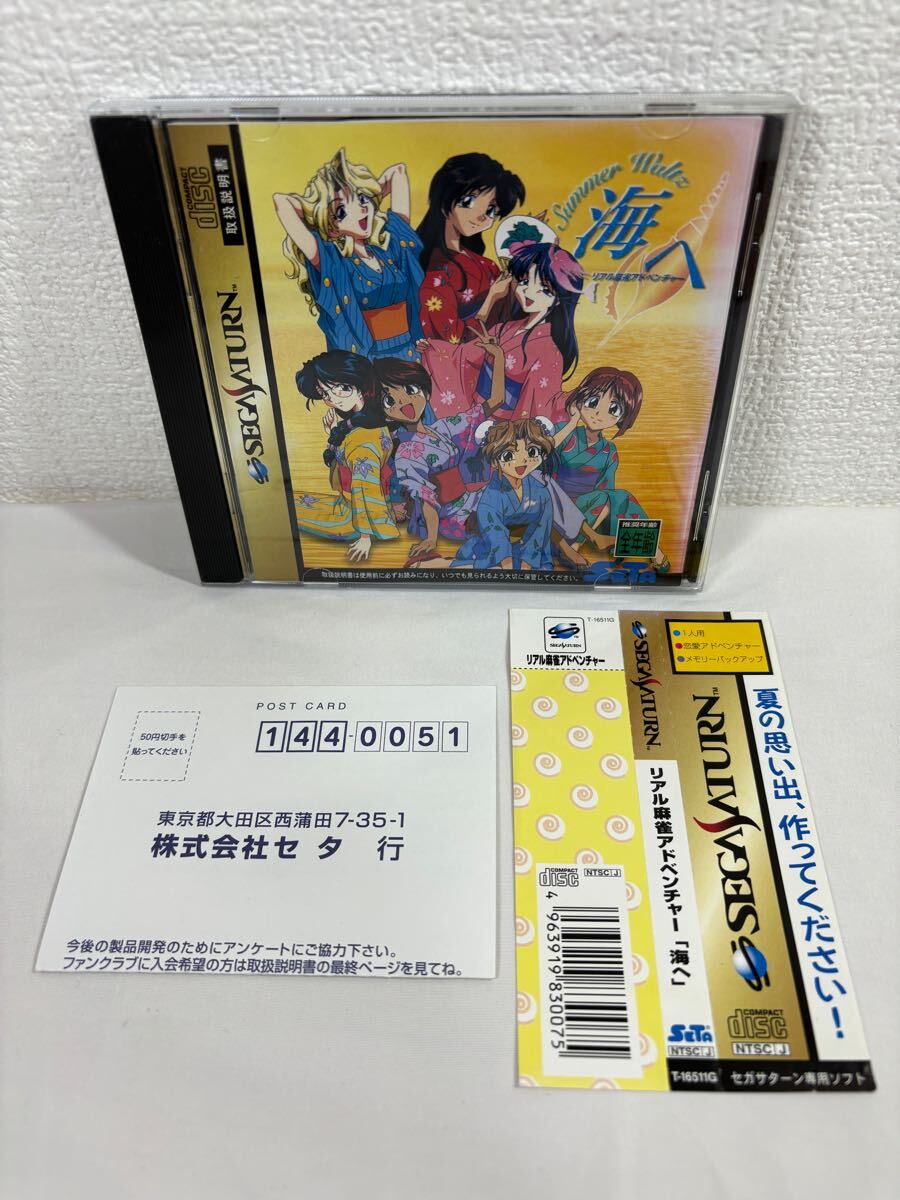 COMPACT
disc
取扱説明書
SEGA SATURN™
Summer Waltz
海へ
リアル麻雀アドベンチャー
推奨年齢
全年齢
SETA
取扱説明書は使用前に必ずお読みになり、いつでも見られるよう大切に保管してください。
POST CARD
50円切手を
貼ってください
144-0051
東京都大田区西蒲田7-35-1
株式会社セタ 行
今後の製品開発のためにアンケートにご協力下さい。
ファンクラブに入会希望の方は取扱説明書の最終ページを見てね。
T-16511G
SEGA SATURN
リアル麻雀アドベンチャー
COMPACT
disc
NTSC J
4963919830075
SEGA SATURN™
リアル麻雀アドベンチャー「海へ」
SETA
NTSC J
T-16511G
●1人用
●恋愛アドベンチャー
●メモリーバックアップ
SEGA SATURN™
COMPACT
disc
NTSC J
セガサターン専用ソフト
夏の思い出、作ってください!